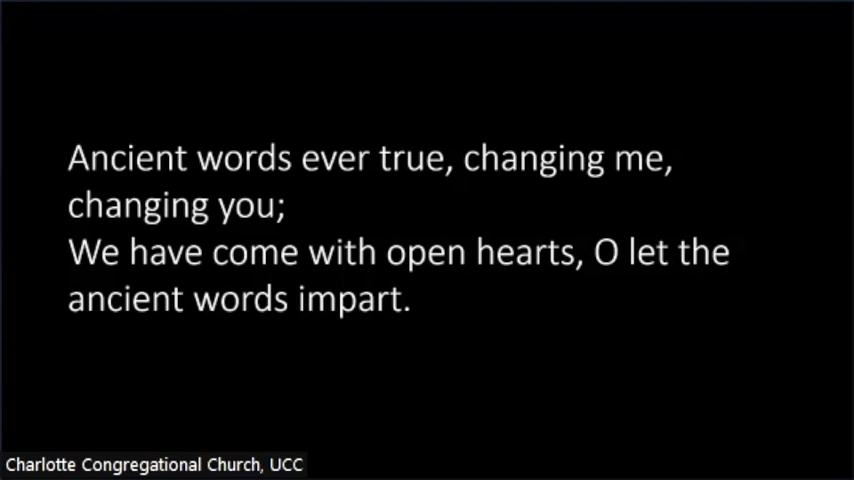 Ancient words ever true, changing me,
changing you;
We have come with open hearts, O let the
ancient words impart.
Charlotte Congregational Church, UCC